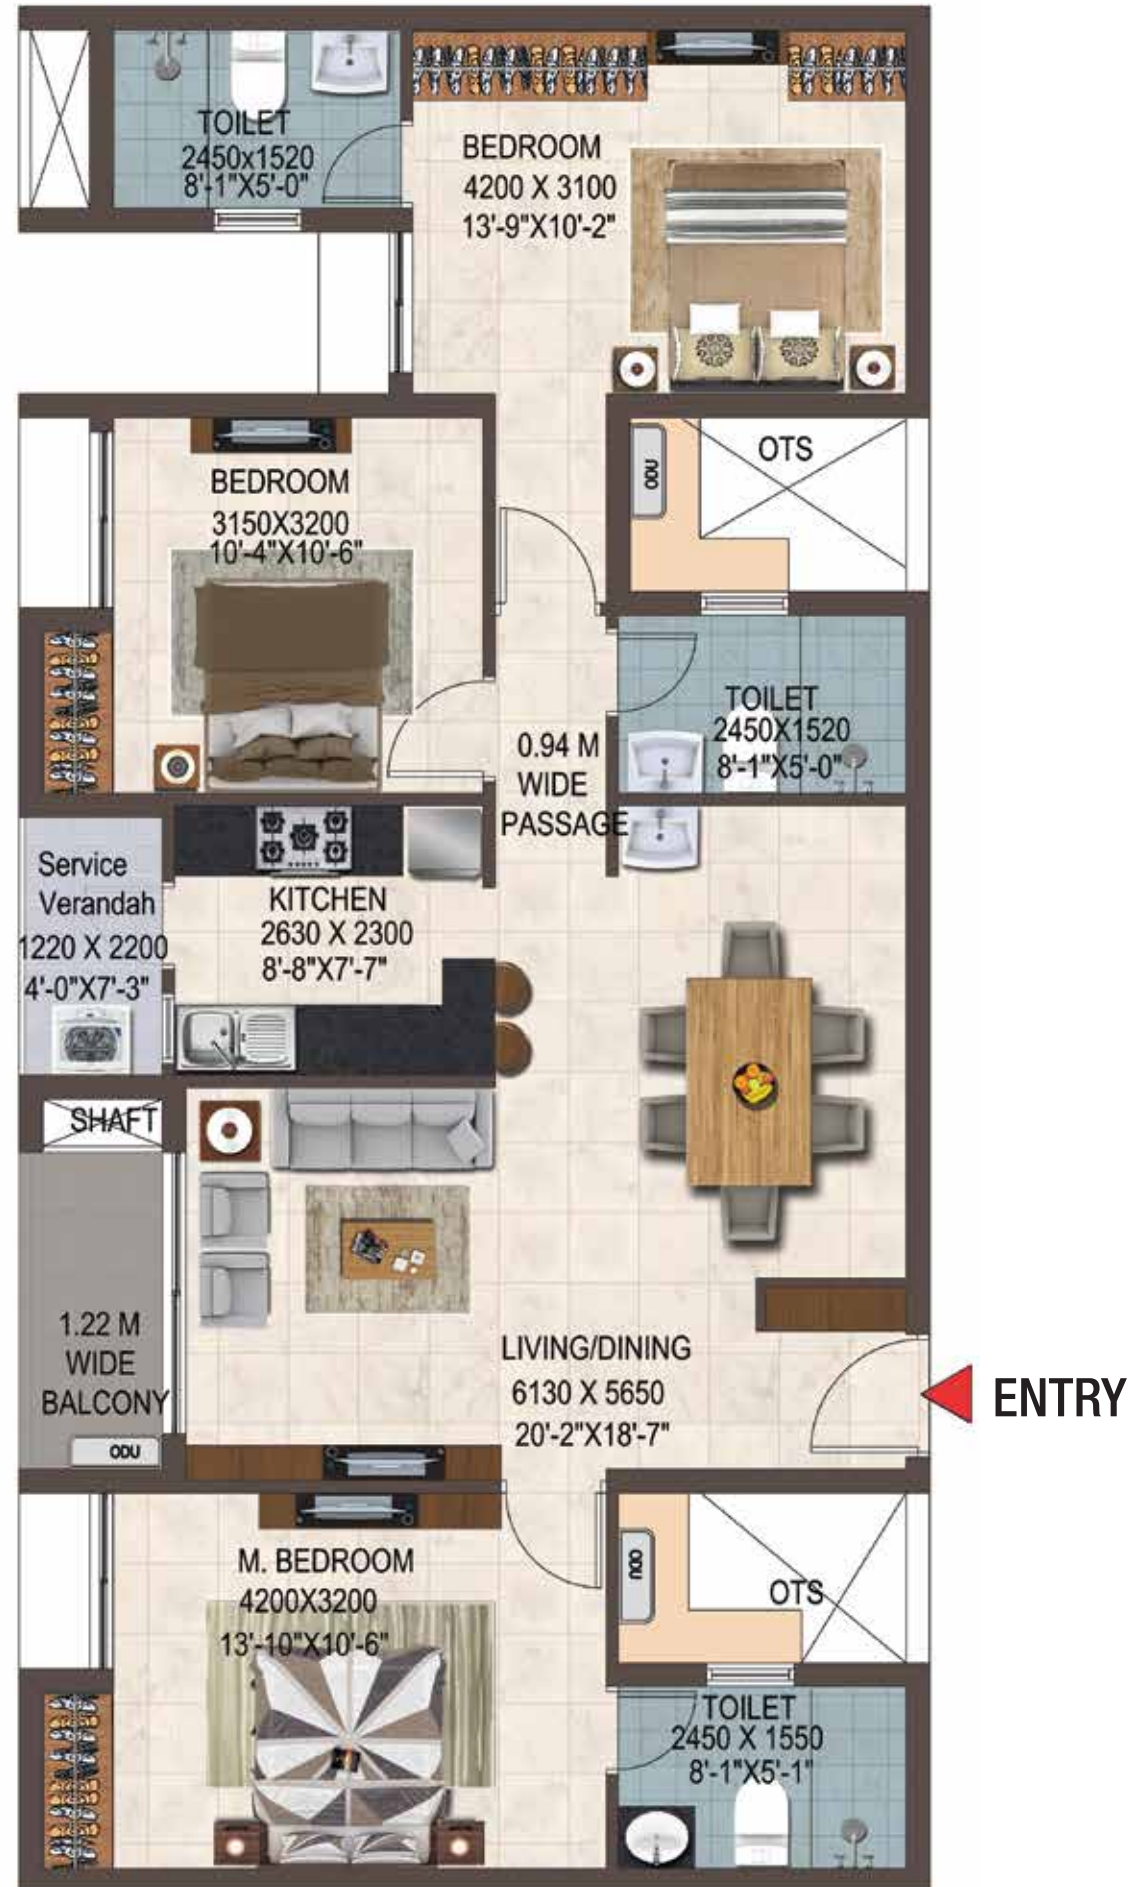 TOILET
2450x1520
8'-1"X5'-0"
BEDROOM
4200 X 3100
13'-9"X10'-2"
OTS
ODU
BEDROOM
3150X3200
10'-4"X10'-6"
TOILET
2450X1520
8'-1"X5'-0"
0.94 M
WIDE
PASSAGE
Service
Verandah
1220 X 2200
4'-0"X7'-3"
KITCHEN
2630 X 2300
8'-8"X7'-7"
SHAFT
1.22 M
WIDE
BALCONY
ODU
LIVING/DINING
6130 X 5650
20'-2"X18'-7"
ENTRY
M. BEDROOM
4200X3200
13'-10"X10'-6"
ODU
OTS
TOILET
2450 X 1550
8'-1"X5'-1"